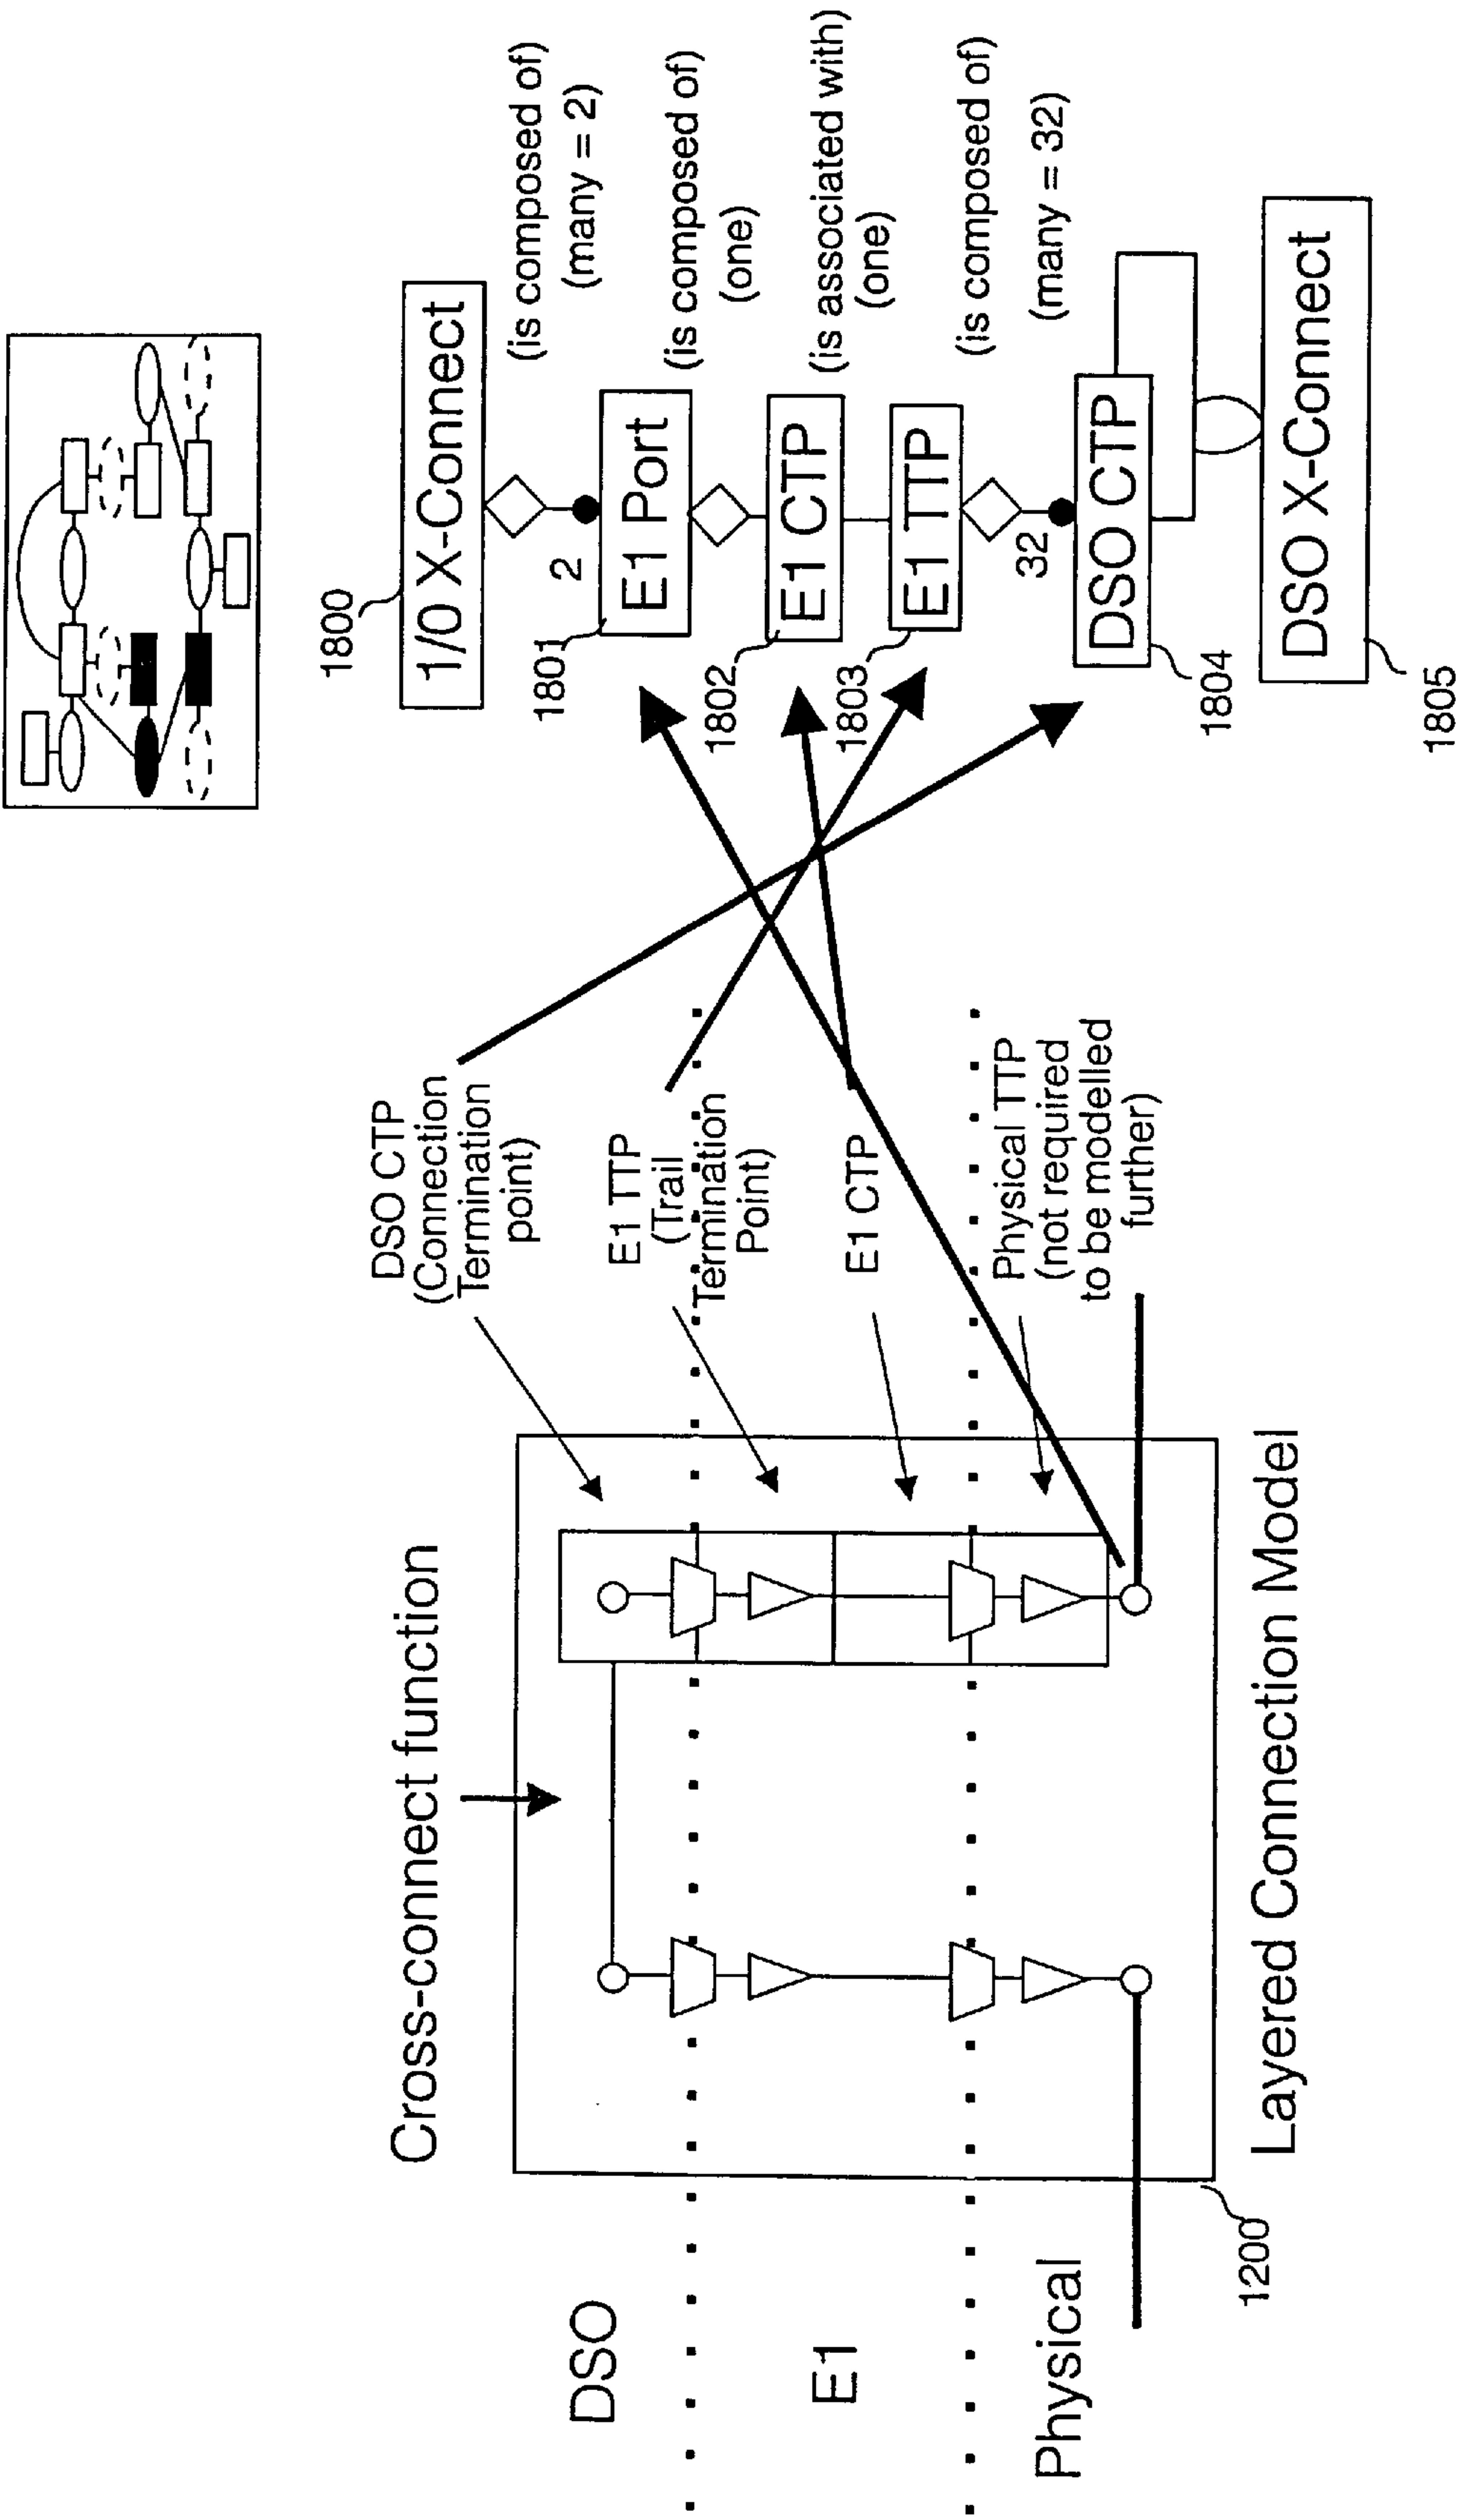 Cross-connect function
DSO
E1
Physical
1200
Layered Connection Model
DSO CTP
(Connection
Termination
point)
E1 TTP
(Trail
Termination
Point)
E1 CTP
Physical TTP
(not required
to be modelled
further)
1800
1/0 X-Connect
(is composed of)
(many = 2)
2
1801
E1 Port
(is composed of)
(one)
1802
E1 CTP
(is associated with)
(one)
1803
E1 TTP
(is composed of)
(many = 32)
32
DSO CTP
1804
DSO X-Connect
1805